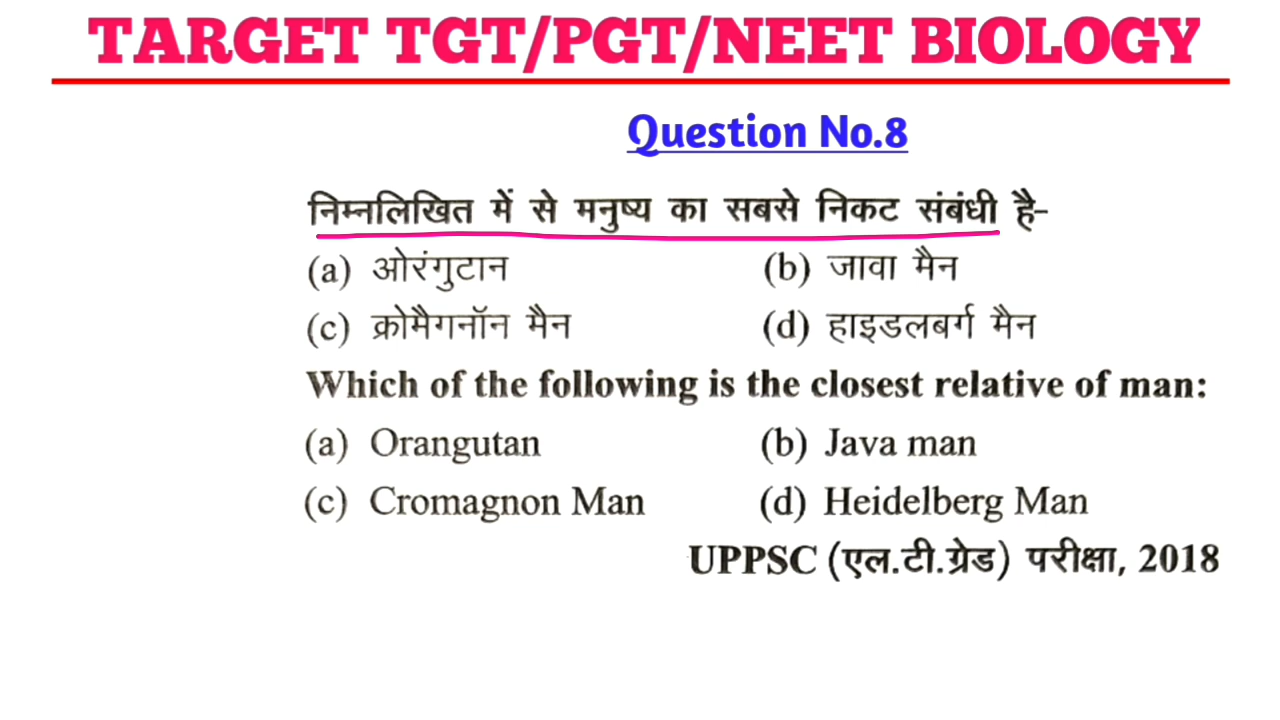 TARGET TGT/PGT/NEET BIOLOGY
Question No.8
निम्नलिखित में से मनुष्य का सबसे निकट संबंधी है-
(a) ओरंगुटान (b) जावा मैन
(c) क्रोमैगनॉन मैन (d) हाइडलबर्ग मैन
Which of the following is the closest relative of man:
(a) Orangutan (b) Java man
(c) Cromagnon Man (d) Heidelberg Man
UPPSC (एल.टी.ग्रेड) परीक्षा, 2018